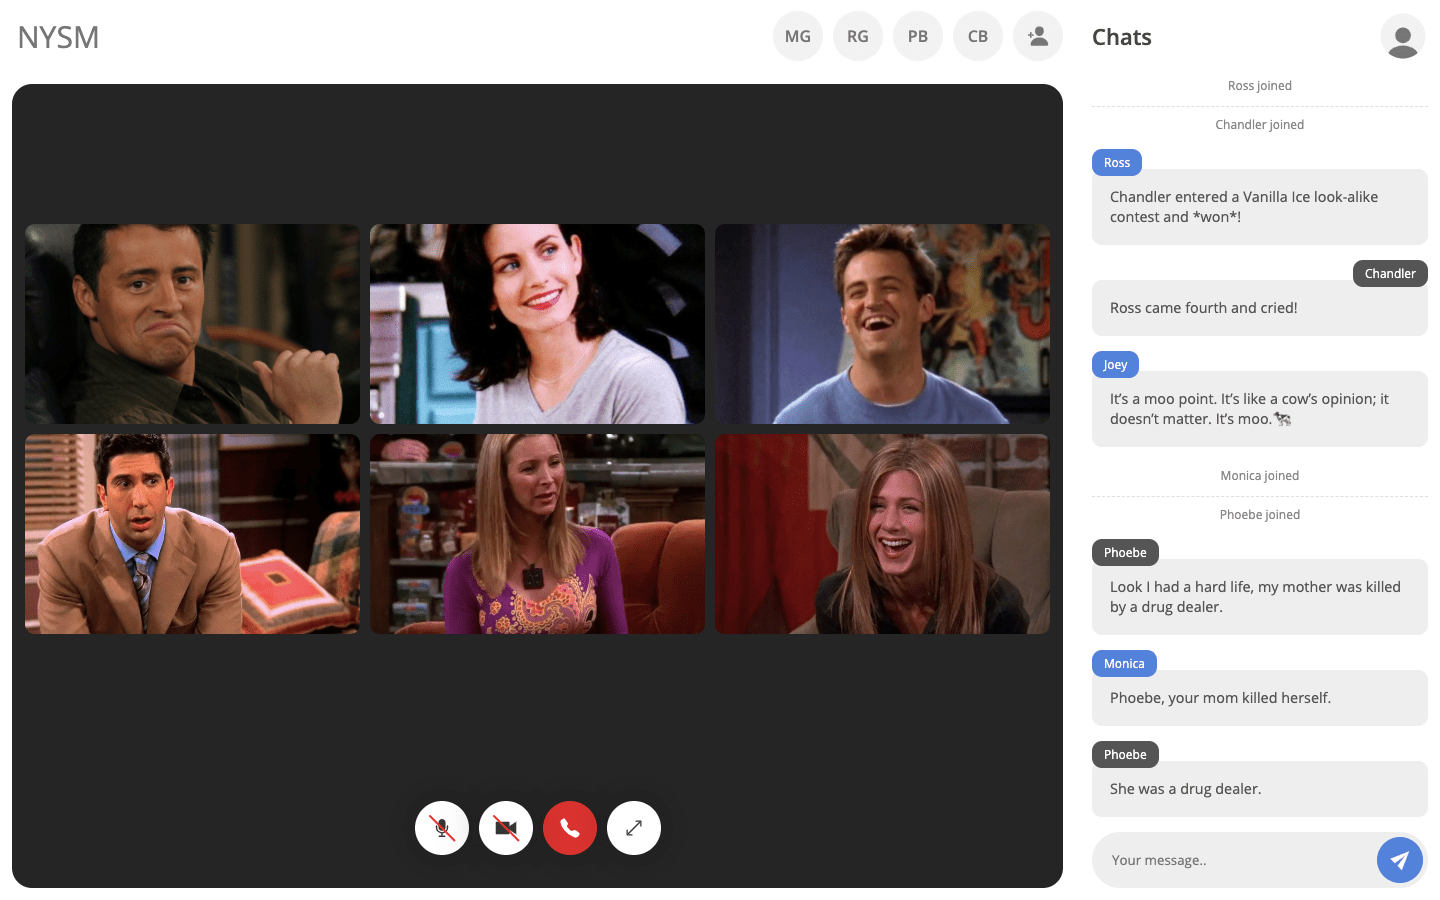 NYSM
MG
RG
PB
CB
Chats
Ross joined
Chandler joined
Ross
Chandler entered a Vanilla Ice look-alike
contest and *won*!
Chandler
Ross came fourth and cried!
Joey
It’s a moo point. It’s like a cow’s opinion; it
doesn’t matter. It’s moo.🐄
Monica joined
Phoebe joined
Phoebe
Look I had a hard life, my mother was killed
by a drug dealer.
Monica
Phoebe, your mom killed herself.
Phoebe
She was a drug dealer.
Your message..